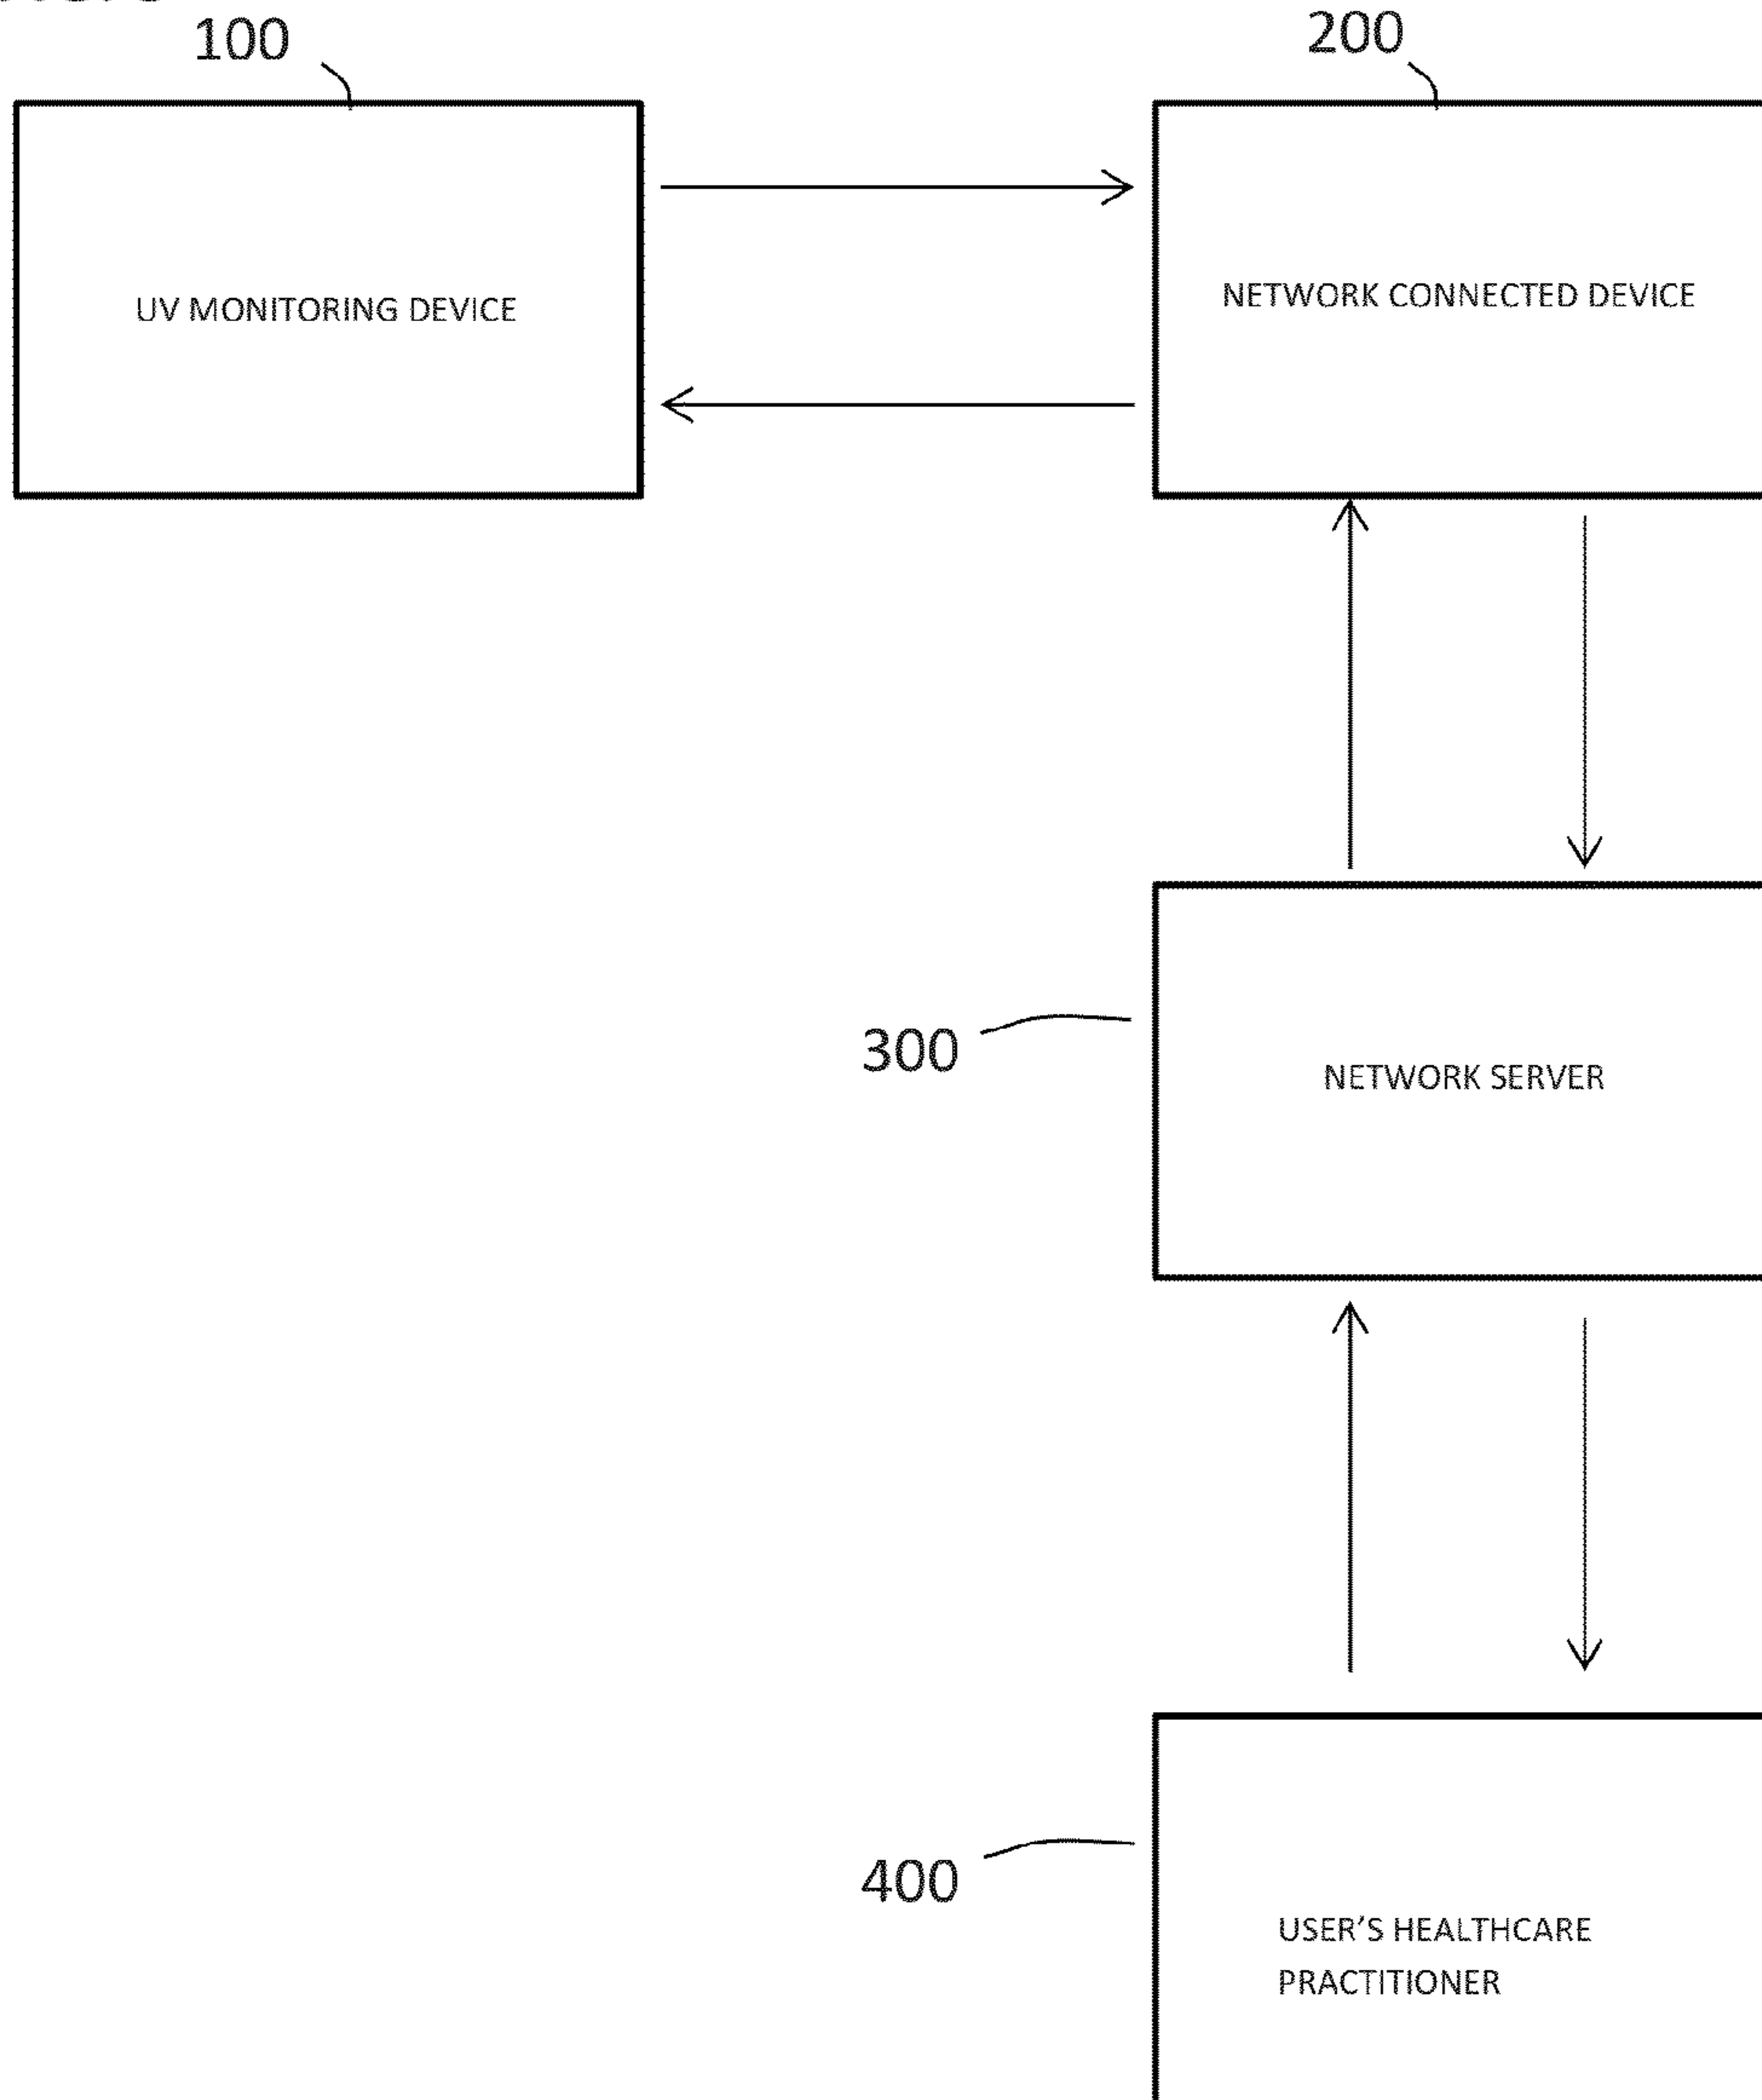 100
200
UV MONITORING DEVICE
NETWORK CONNECTED DEVICE
300
NETWORK SERVER
400
USER’S HEALTHCARE
PRACTITIONER